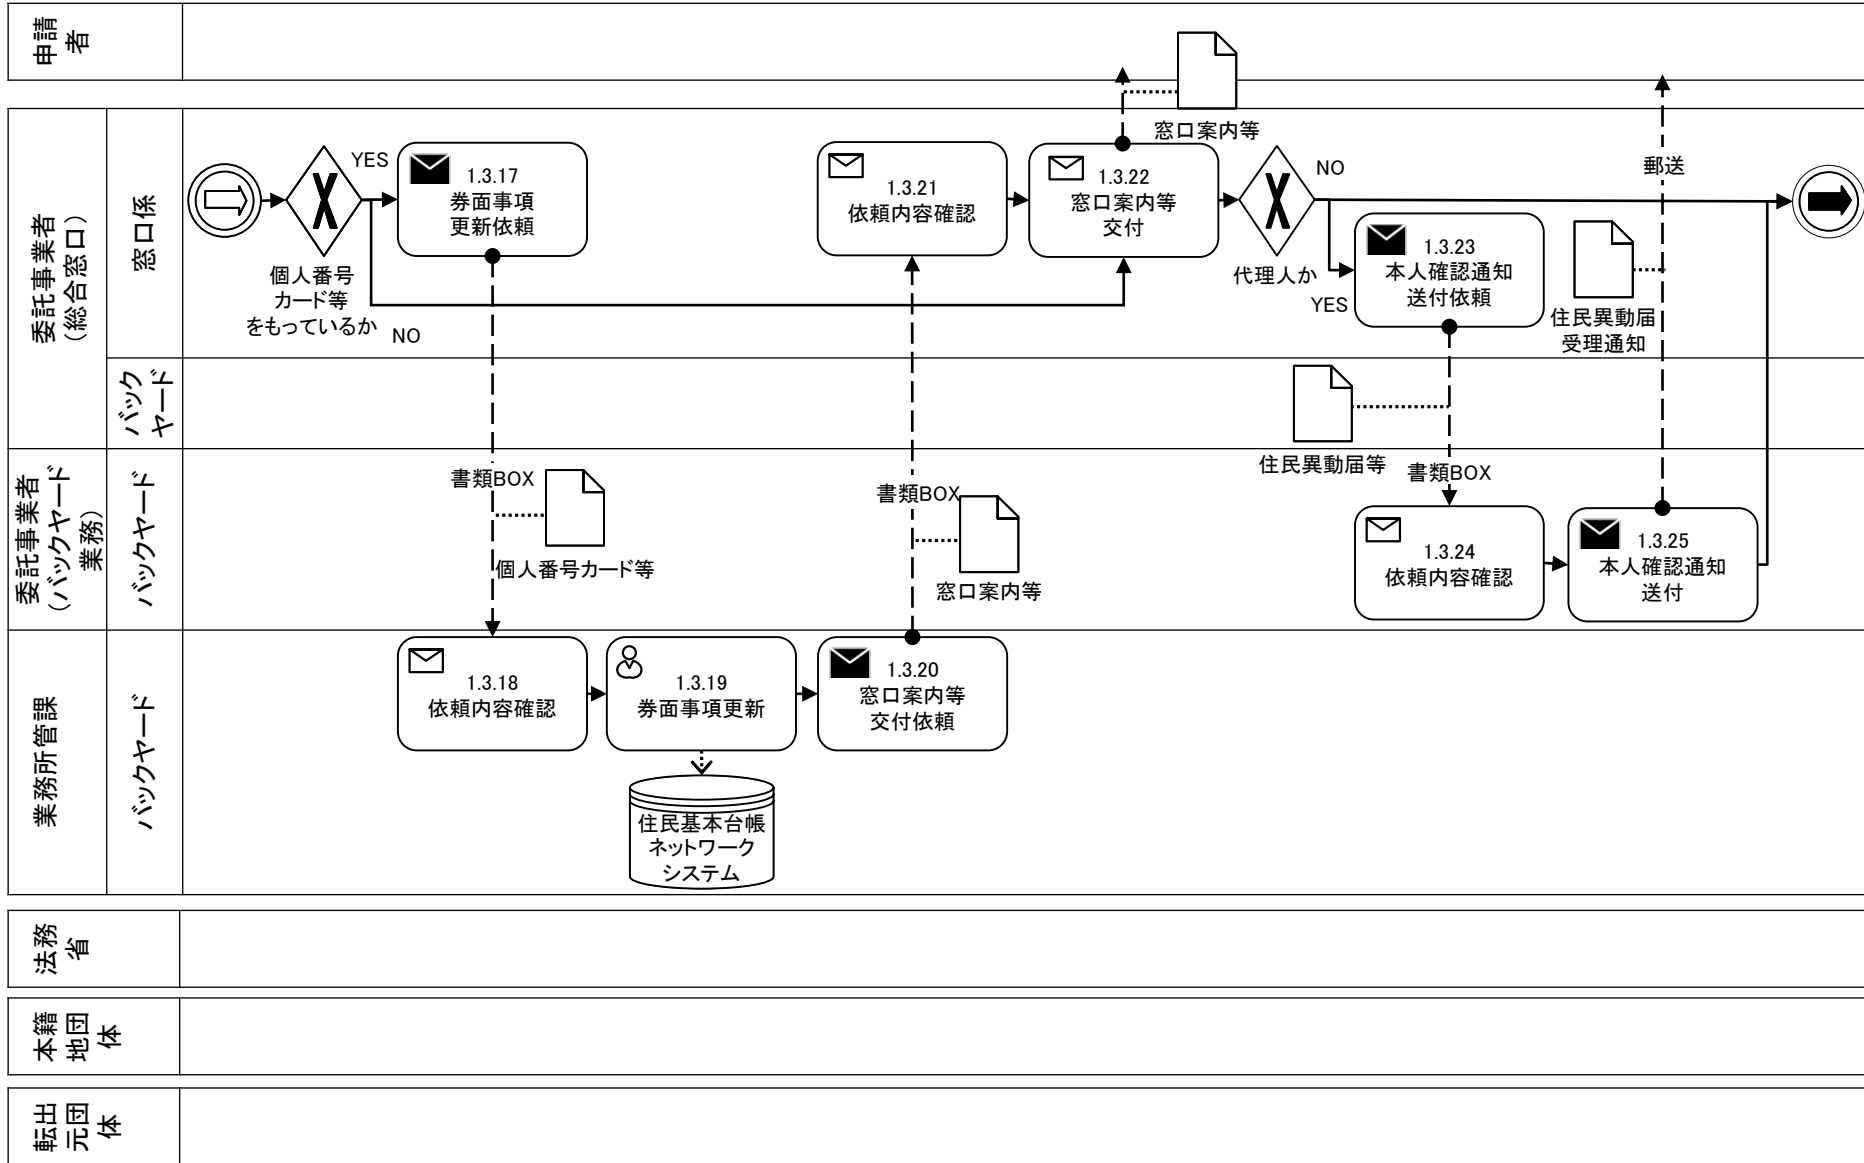 申請
者
委託事業者
（総合窓口）
窓口係
バック
ヤード
YES
1.3.17
券面事項
更新依頼
個人番号
カード等
をもっているか
NO
1.3.21
依頼内容確認
窓口案内等
1.3.22
窓口案内等
交付
代理人か
NO
YES
1.3.23
本人確認通知
送付依頼
郵送
住民異動届
受理通知
委託事業者
（バックヤード
業務）
バックヤード
書類BOX
個人番号カード等
書類BOX
窓口案内等
住民異動届等
書類BOX
1.3.24
依頼内容確認
1.3.25
本人確認通知
送付
業務所管課
バックヤード
1.3.18
依頼内容確認
1.3.19
券面事項更新
1.3.20
窓口案内等
交付依頼
住民基本台帳
ネットワーク
システム
法務
省
本籍
地団
体
転出
元団
体